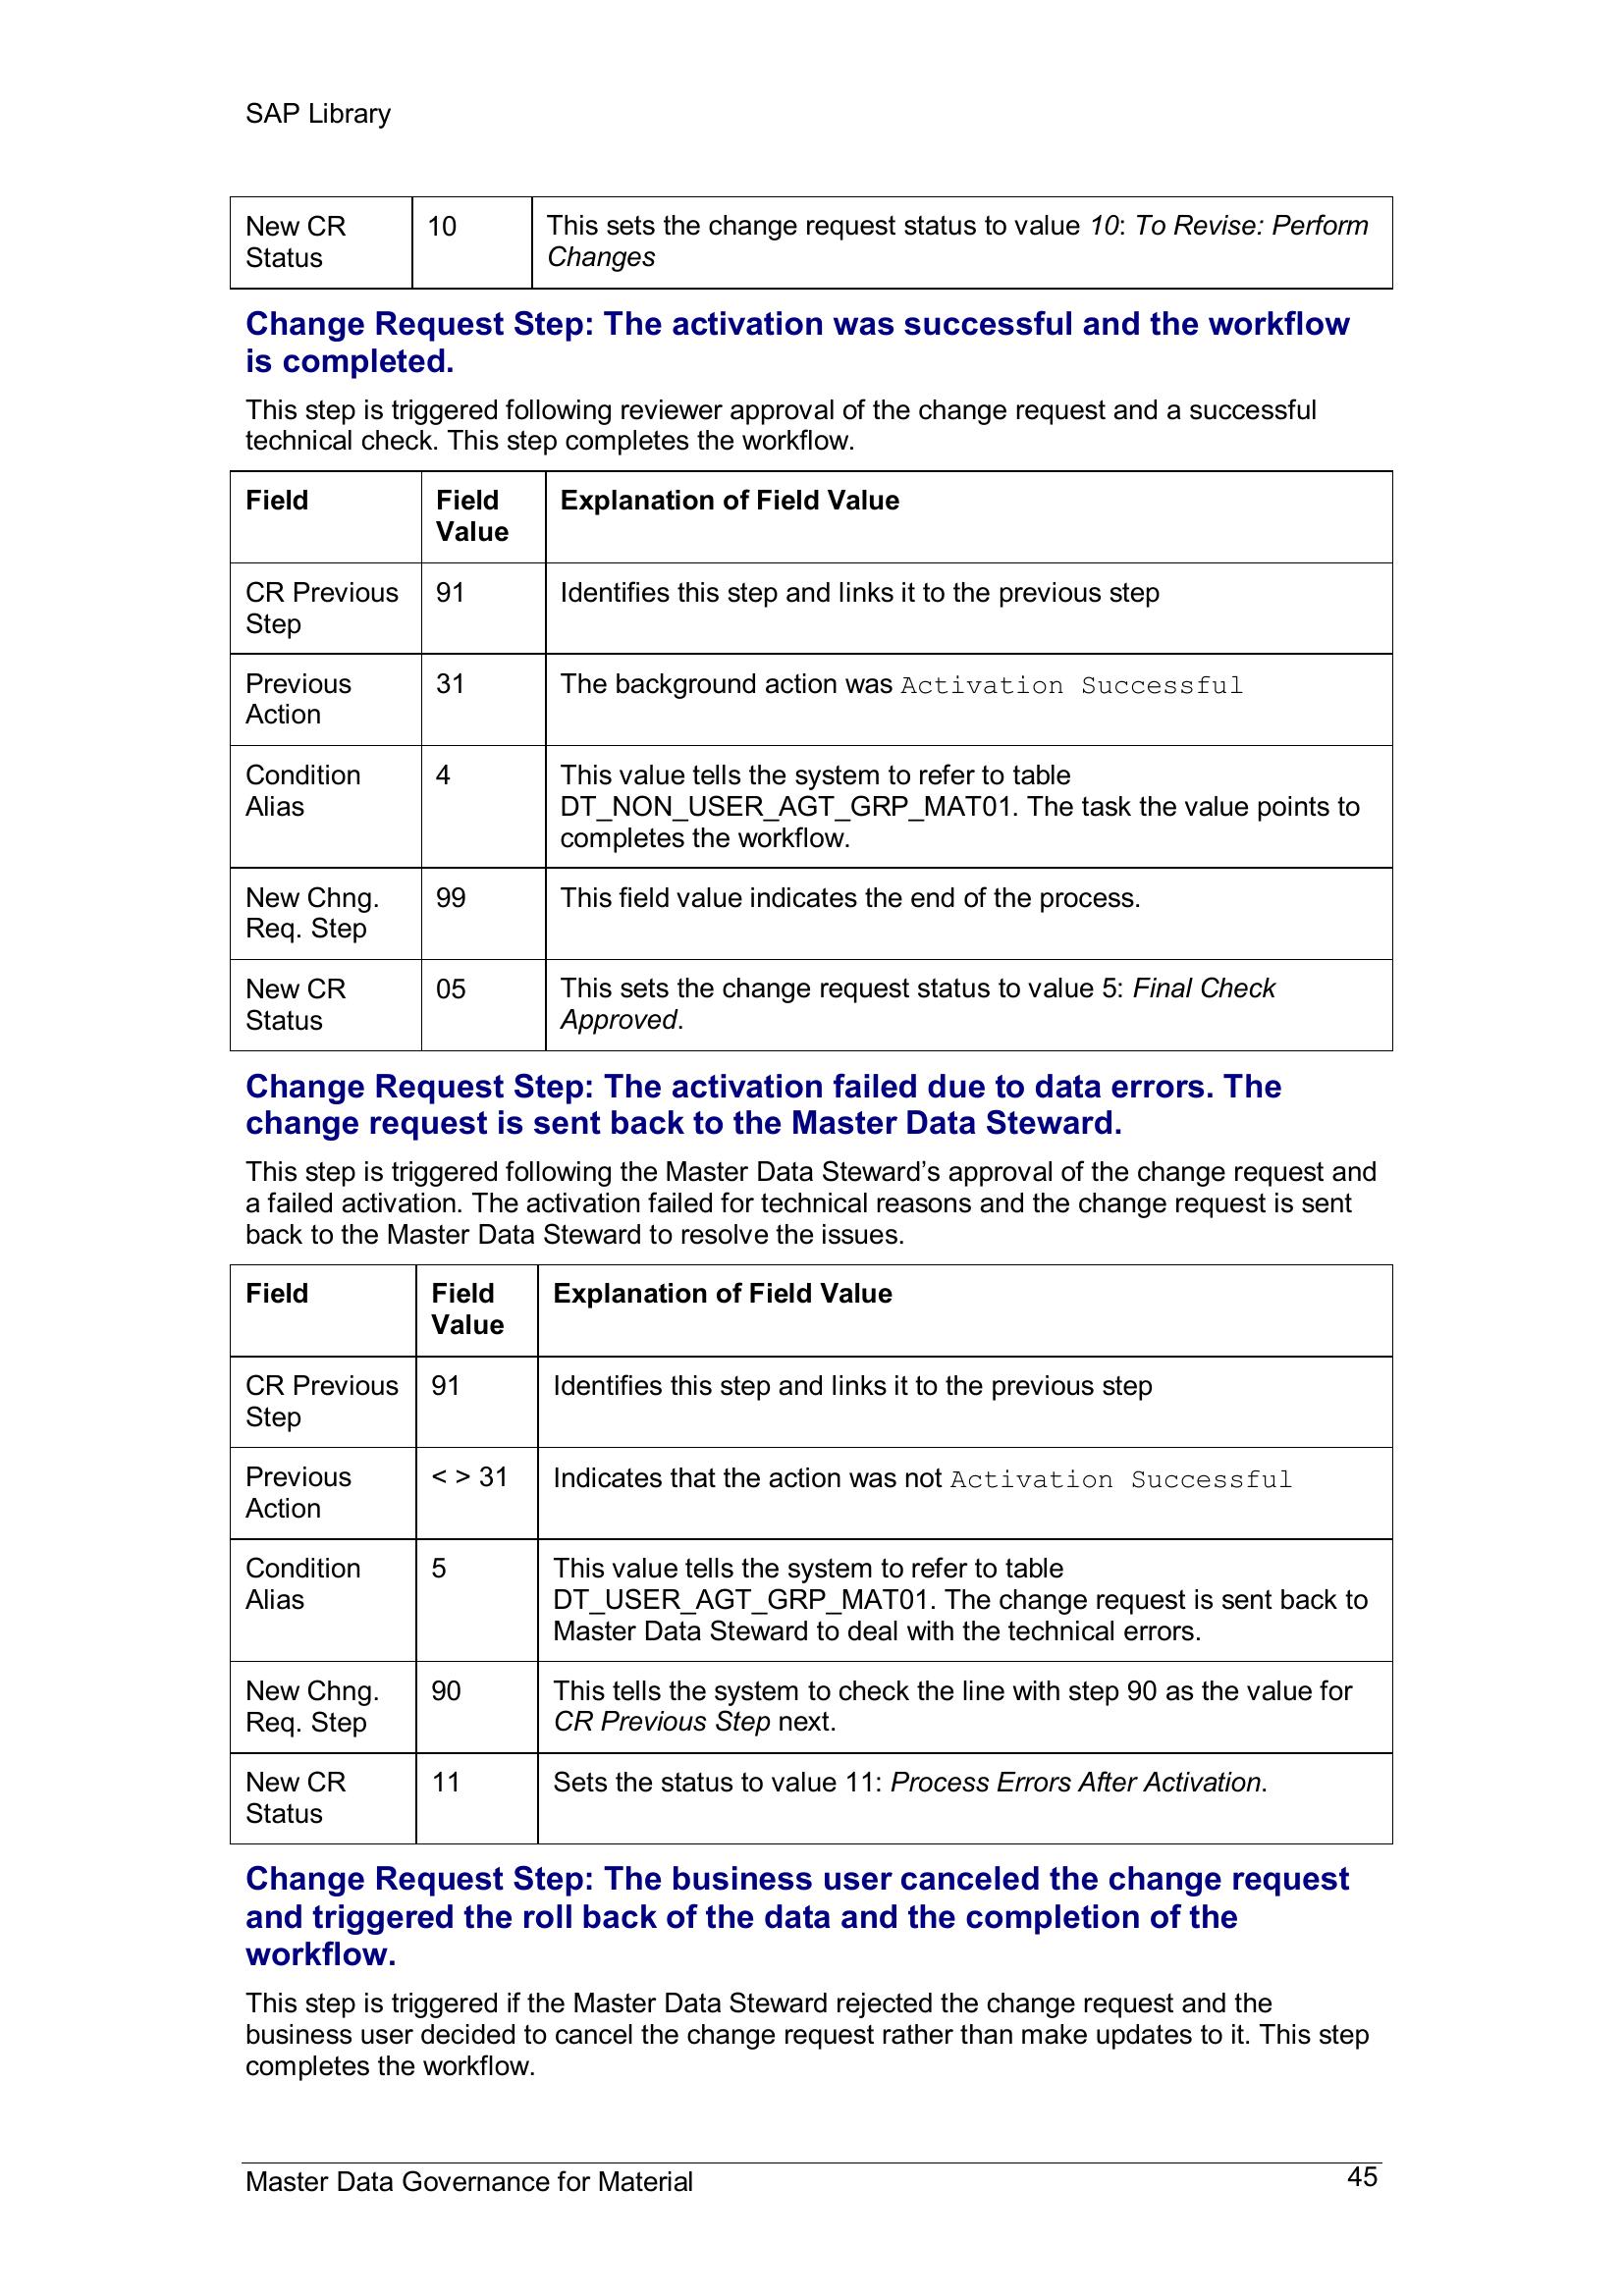 SAP Library
New CR
Status
10
This sets the change request status to value 10: To Revise: Perform
Changes
Change Request Step: The activation was successful and the workflow
is completed.
This step is triggered following reviewer approval of the change request and a successful
technical check. This step completes the workflow.
Field
Field
Value
Explanation of Field Value
CR Previous
Step
91
Identifies this step and links it to the previous step
Previous
Action
31
The background action was Activation Successful
Condition
Alias
4
This value tells the system to refer to table
DT_NON_USER_AGT_GRP_MAT01. The task the value points to
completes the workflow.
New Chng.
Req. Step
99
This field value indicates the end of the process.
New CR
Status
05
This sets the change request status to value 5: Final Check
Approved.
Change Request Step: The activation failed due to data errors. The
change request is sent back to the Master Data Steward.
This step is triggered following the Master Data Steward’s approval of the change request and
a failed activation. The activation failed for technical reasons and the change request is sent
back to the Master Data Steward to resolve the issues.
Field
Field
Value
Explanation of Field Value
CR Previous
Step
91
Identifies this step and links it to the previous step
Previous
Action
< > 31
Indicates that the action was not Activation Successful
Condition
Alias
5
This value tells the system to refer to table
DT_USER_AGT_GRP_MAT01. The change request is sent back to
Master Data Steward to deal with the technical errors.
New Chng.
Req. Step
90
This tells the system to check the line with step 90 as the value for
CR Previous Step next.
New CR
Status
11
Sets the status to value 11: Process Errors After Activation.
Change Request Step: The business user canceled the change request
and triggered the roll back of the data and the completion of the
workflow.
This step is triggered if the Master Data Steward rejected the change request and the
business user decided to cancel the change request rather than make updates to it. This step
completes the workflow.
Master Data Governance for Material
45